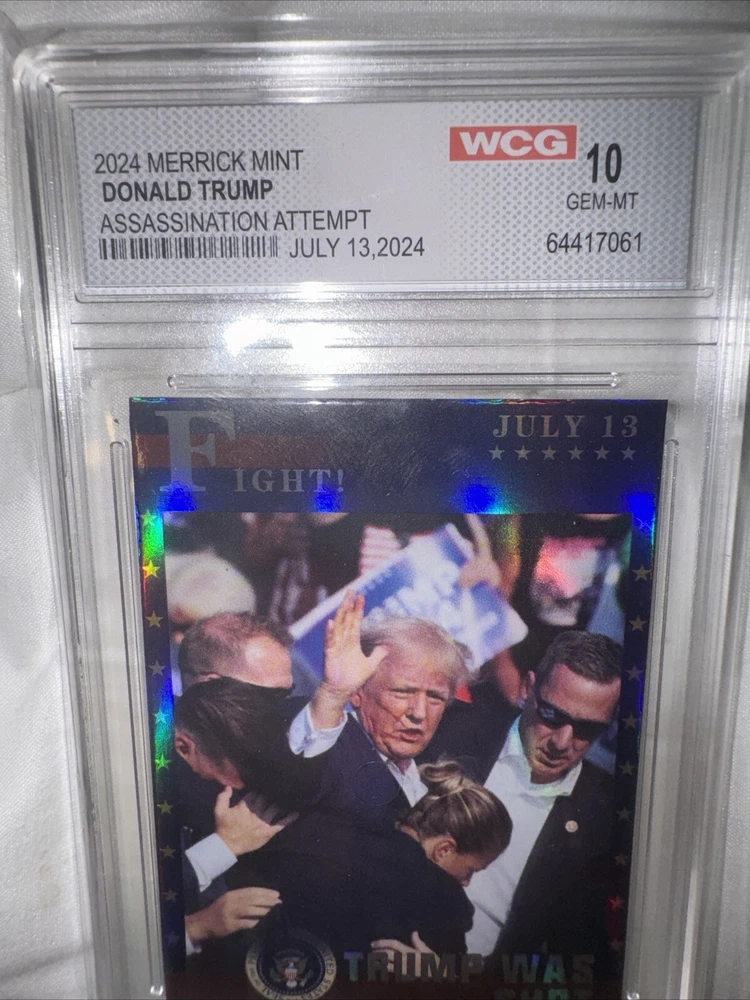 2024 MERRICK MINT
WCG
10
DONALD TRUMP
GEM-MT
ASSASSINATION ATTEMPT
JULY 13,2024
64417061
FIGHT!
JULY 13
TRUMP WAS